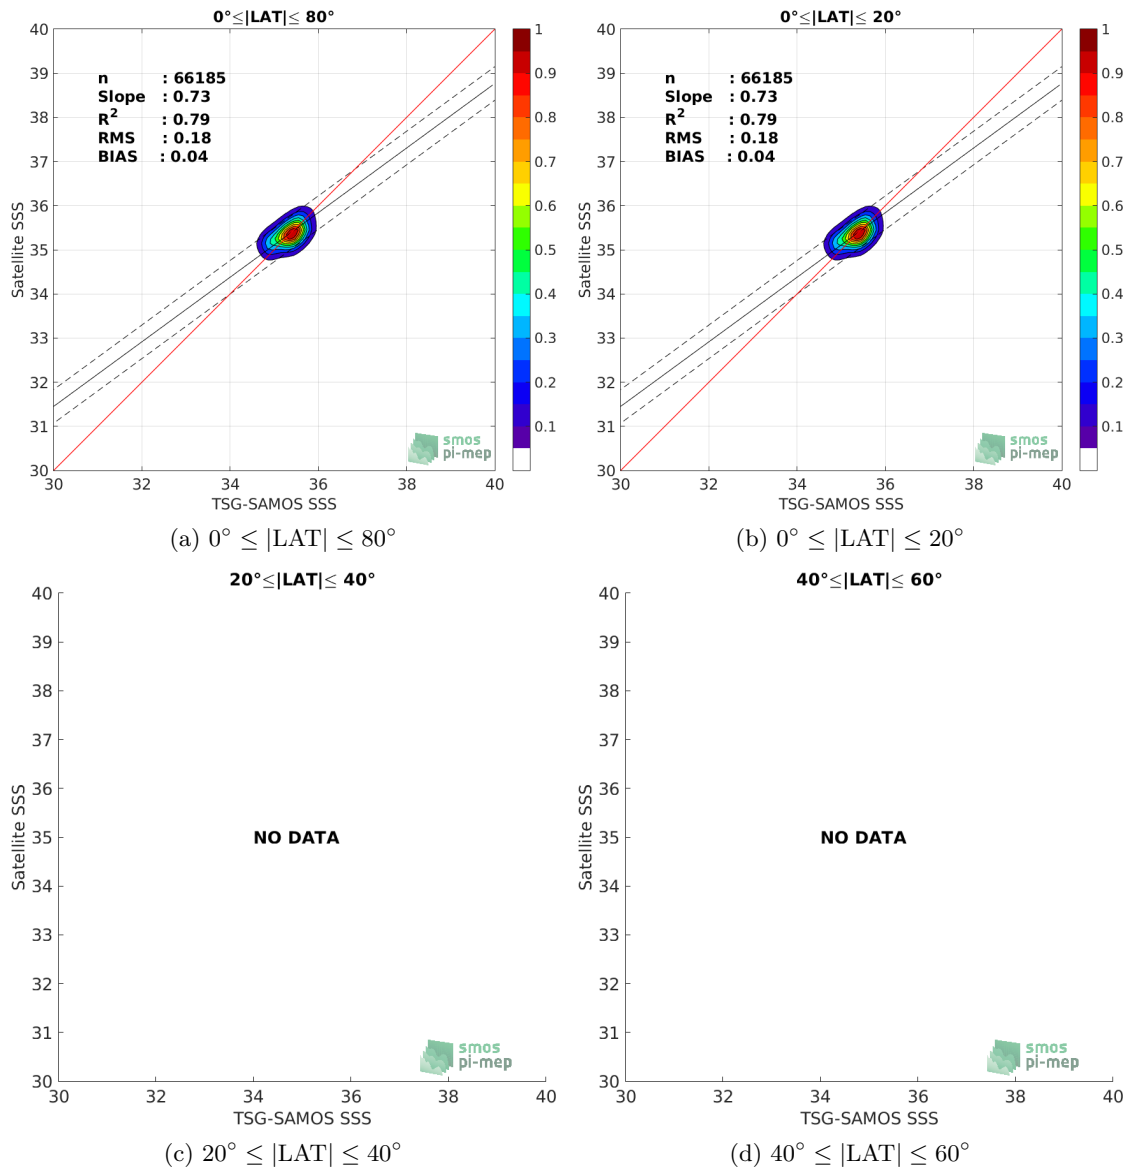 0°≤|LAT|≤ 80°
40
39
38
37
36
35
34
33
32
31
30
Satellite SSS
n : 66185
Slope : 0.73
R² : 0.79
RMS : 0.18
BIAS : 0.04
smos
pi-mep
30 32 34 36 38 40
TSG-SAMOS SSS
1
0.9
0.8
0.7
0.6
0.5
0.4
0.3
0.2
0.1
(a) 0° ≤ |LAT| ≤ 80°
0°≤|LAT|≤ 20°
40
39
38
37
36
35
34
33
32
31
30
Satellite SSS
n : 66185
Slope : 0.73
R² : 0.79
RMS : 0.18
BIAS : 0.04
smos
pi-mep
30 32 34 36 38 40
TSG-SAMOS SSS
1
0.9
0.8
0.7
0.6
0.5
0.4
0.3
0.2
0.1
(b) 0° ≤ |LAT| ≤ 20°
20°≤|LAT|≤ 40°
40
39
38
37
36
35
34
33
32
31
30
Satellite SSS
NO DATA
smos
pi-mep
30 32 34 36 38 40
TSG-SAMOS SSS
(c) 20° ≤ |LAT| ≤ 40°
40°≤|LAT|≤ 60°
40
39
38
37
36
35
34
33
32
31
30
Satellite SSS
NO DATA
smos
pi-mep
30 32 34 36 38 40
TSG-SAMOS SSS
(d) 40° ≤ |LAT| ≤ 60°